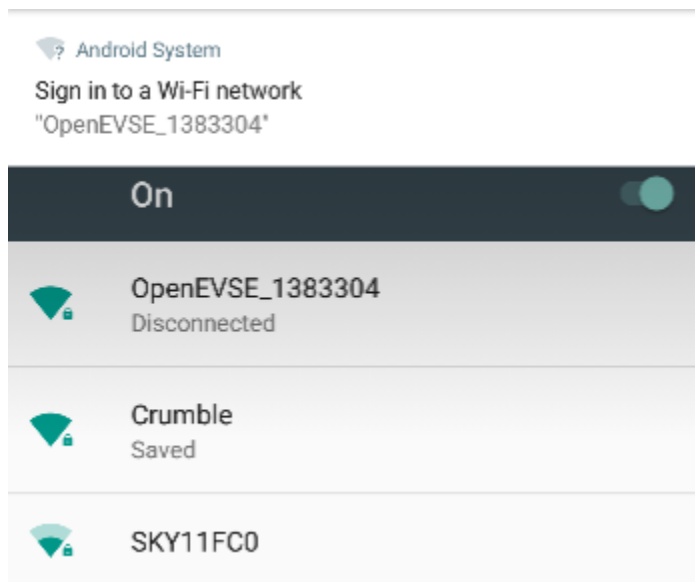 Android System
Sign in to a Wi-Fi network
"OpenEVSE_1383304"
On
OpenEVSE_1383304
Disconnected
Crumble
Saved
SKY11FC0